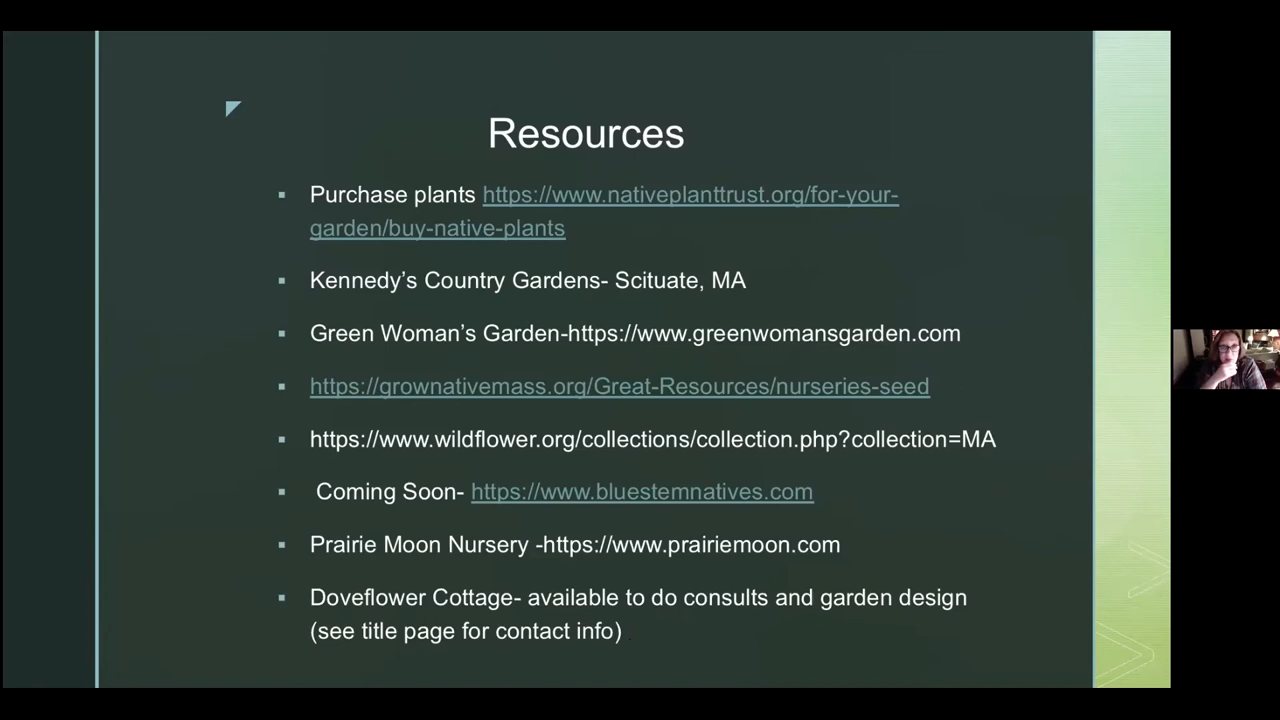 Resources
Purchase plants https://www.nativeplanttrust.org/for-your-
garden/buy-native-plants
Kennedy’s Country Gardens- Scituate, MA
Green Woman’s Garden-https://www.greenwomansgarden.com
https://grownativemass.org/Great-Resources/nurseries-seed
https://www.wildflower.org/collections/collection.php?collection=MA
Coming Soon- https://www.bluestemnatives.com
Prairie Moon Nursery -https://www.prairiemoon.com
Doveflower Cottage- available to do consults and garden design
(see title page for contact info)